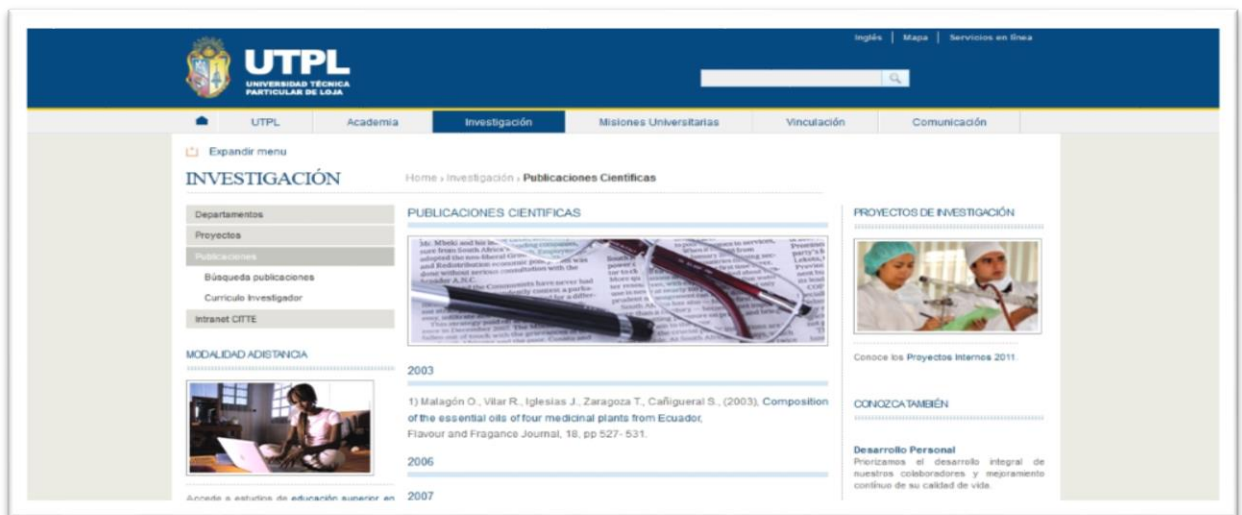 Inglés | Mapa | Servicios en línea
UTPL
UNIVERSIDAD TÉCNICA
PARTICULAR DE LOJA
UTPL Academia Investigación Misiones Universitarias Vinculación Comunicación
Expandir menu
INVESTIGACIÓN
Home › Investigación › Publicaciones Científicas
Departamentos
Proyectos
Publicaciones
Búsqueda publicaciones
Curriculo Investigador
Intranet CITTE
MODALIDAD ADISTANCIA
Accede a estudios de educación superior en
PUBLICACIONES CIENTIFICAS
2003
1) Malagón O., Vilar R., Iglesias J., Zaragoza T., Cañigueral S., (2003), Composition
of the essential oils of four medicinal plants from Ecuador,
Flavour and Fragance Journal, 18, pp 527- 531.
2006
2007
PROYECTOS DE INVESTIGACIÓN
Conoce los Proyectos Internos 2011.
CONOZCA TAMBIÉN
Desarrollo Personal
Priorizamos el desarrollo integral de
nuestros colaboradores y mejoramiento
contínuo de su calidad de vida.